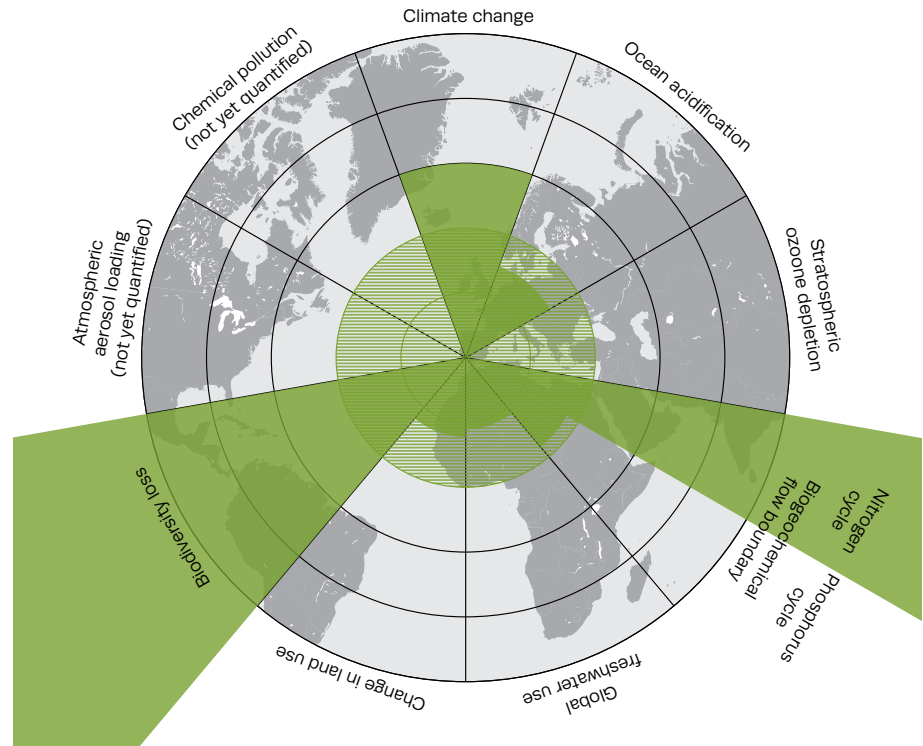 Climate change
Ocean acidification
Stratospheric
ozoone depletion
Nitrogen
cycle
Biogeochemical
flow boundary
Phosphorus
cycle
Global
freshwater use
Change in land use
Biodiversity loss
Atmospheric
aerosol loading
(not yet quantified)
Chemical pollution
(not yet quantified)